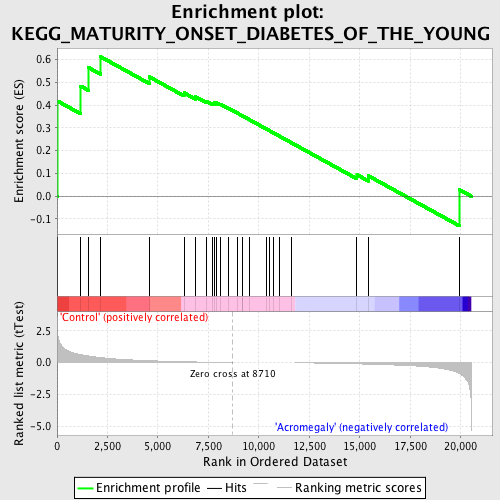 Enrichment plot:
KEGG_MATURITY_ONSET_DIABETES_OF_THE_YOUNG
Enrichment score (ES)
0.6
0.5
0.4
0.3
0.2
0.1
0.0
-0.1
'Control' (positively correlated)
Ranked list metric (tTest)
2.5
0.0
-2.5
-5.0
Zero cross at 8710
'Acromegaly' (negatively correlated)
0 2,500 5,000 7,500 10,000 12,500 15,000 17,500 20,000
Rank in Ordered Dataset
Enrichment profile Hits Ranking metric scores